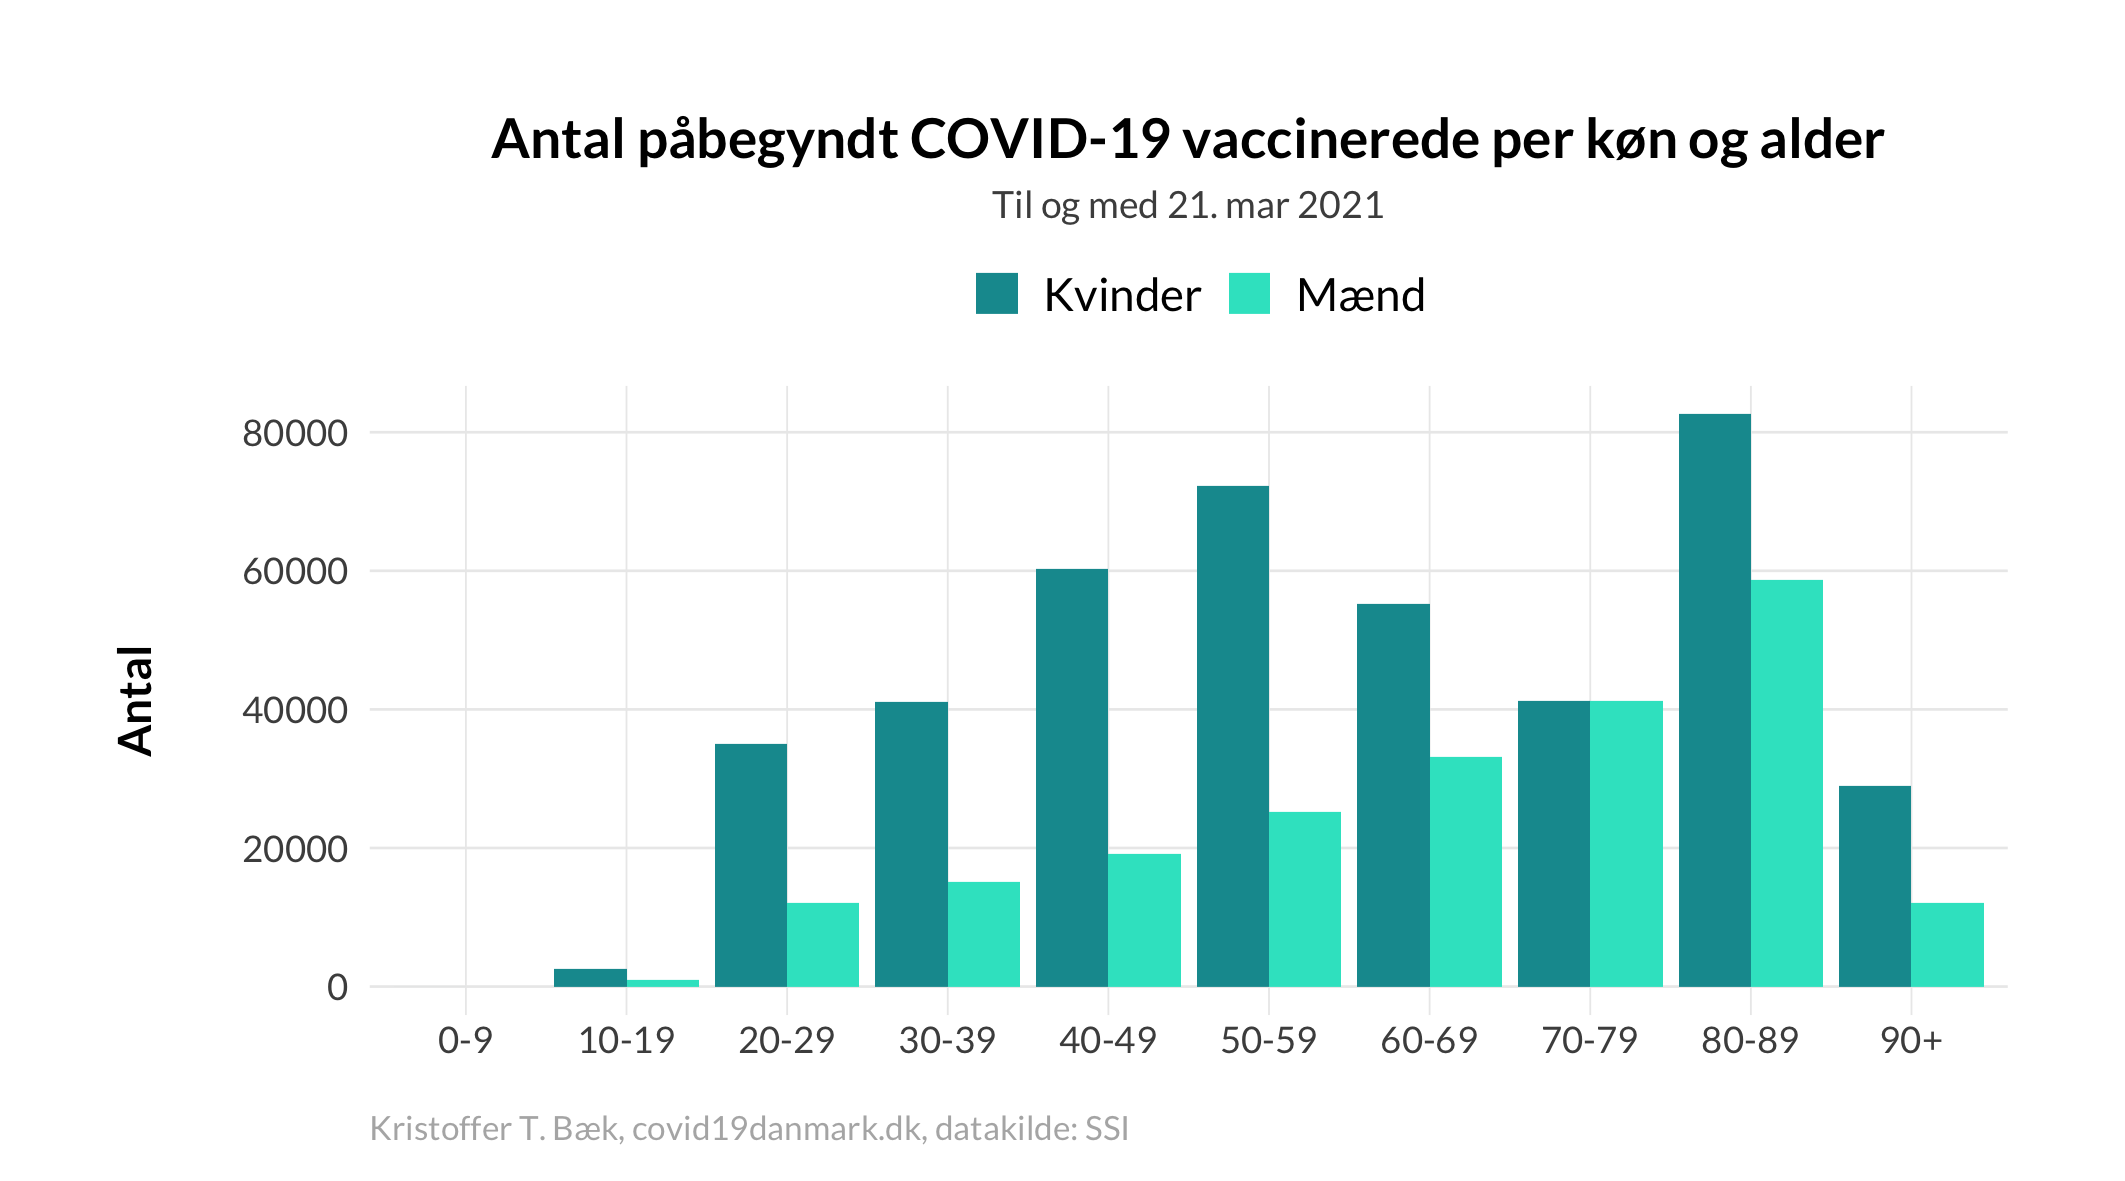 Antal påbegyndt COVID-19 vaccinerede per køn og alder
Til og med 21. mar 2021
Kvinder Mænd
80000
60000
40000
20000
0
Antal
0-9 10-19 20-29 30-39 40-49 50-59 60-69 70-79 80-89 90+
Kristoffer T. Bæk, covid19danmark.dk, datakilde: SSI